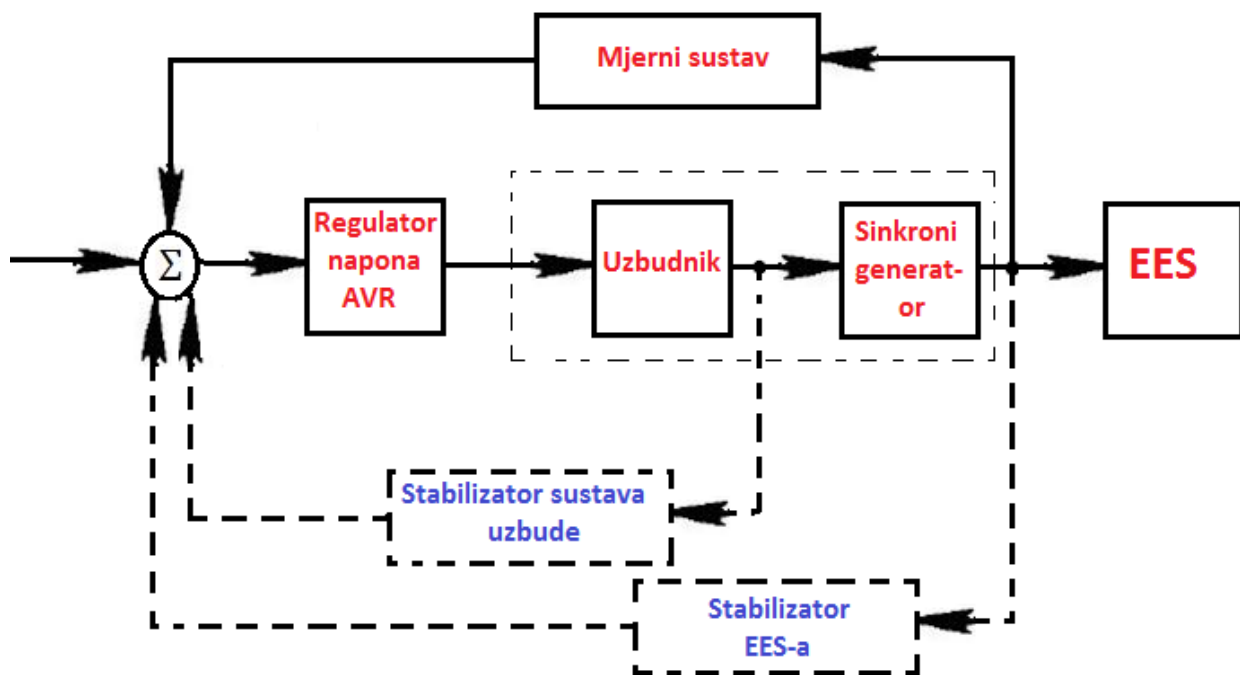 Mjerni sustav
Σ
Regulator
napona
AVR
Uzbudnik
Sinkroni
generat-
or
EES
Stabilizator sustava
uzbude
Stabilizator
EES-a